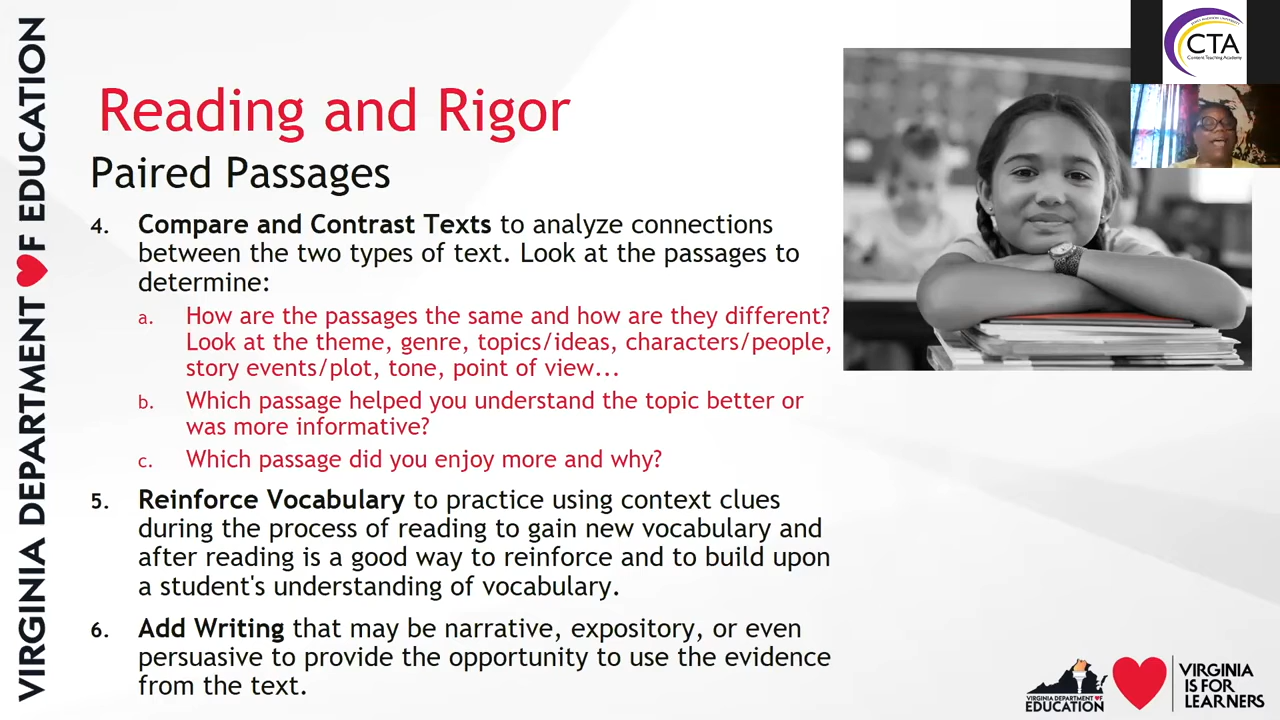 VIRGINIA DEPARTMENT OF EDUCATION
Reading and Rigor
Paired Passages
4. Compare and Contrast Texts to analyze connections
between the two types of text. Look at the passages to
determine:
a. How are the passages the same and how are they different?
Look at the theme, genre, topics/ideas, characters/people,
story events/plot, tone, point of view...
b. Which passage helped you understand the topic better or
was more informative?
c. Which passage did you enjoy more and why?
5. Reinforce Vocabulary to practice using context clues
during the process of reading to gain new vocabulary and
after reading is a good way to reinforce and to build upon
a student's understanding of vocabulary.
6. Add Writing that may be narrative, expository, or even
persuasive to provide the opportunity to use the evidence
from the text.
JAMES MADISON UNIVERSITY
CTA
Content Teaching Academy
VIRGINIA DEPARTMENT OF
EDUCATION
VIRGINIA
IS FOR
LEARNERS